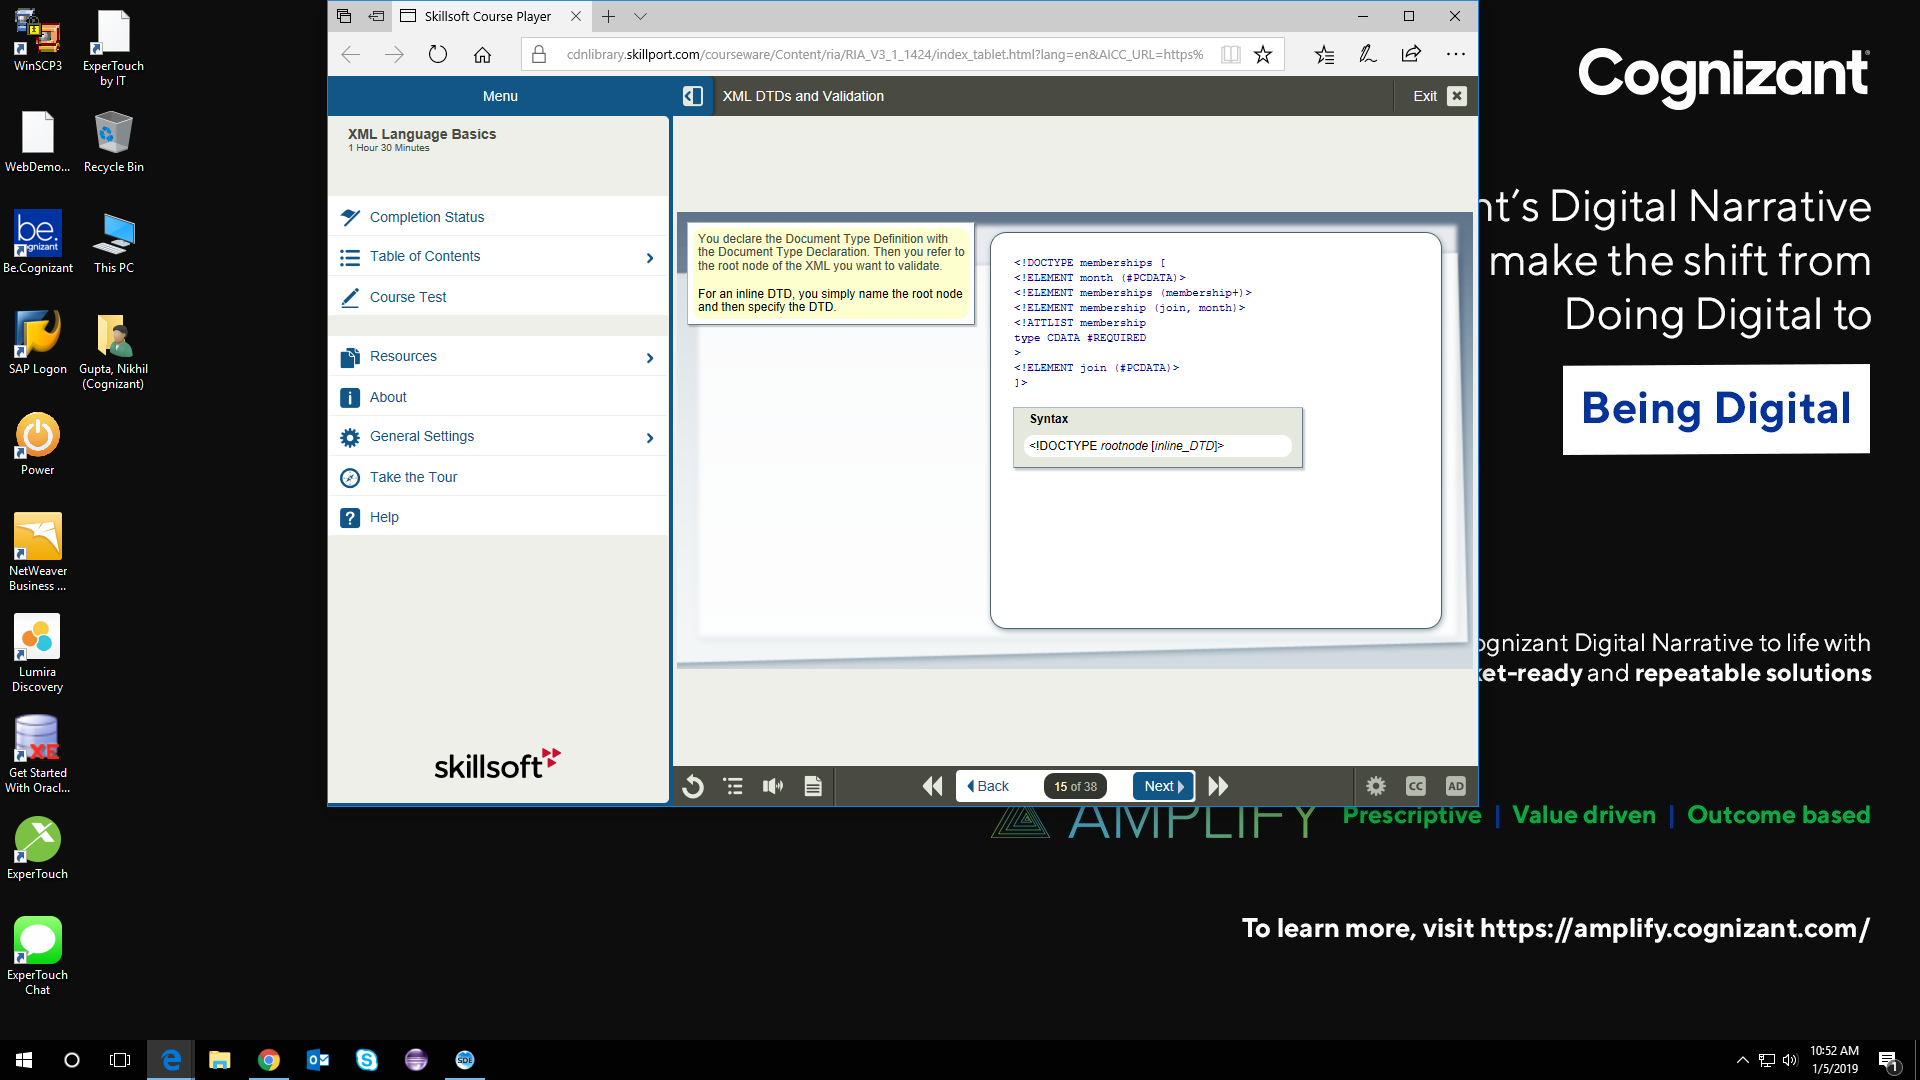 WinSCP3
ExperTouch
by IT
WebDemo...
Recycle Bin
be.
cognizant
Be.Cognizant
This PC
SAP Logon
Gupta, Nikhil
(Cognizant)
Power
NetWeaver
Business ...
Lumira
Discovery
XE
Get Started
With Oracl...
ExperTouch
ExperTouch
Chat
Skillsoft Course Player
cdnlibrary.skillport.com/courseware/Content/ria/RIA_V3_1_1424/index_tablet.html?lang=en&AICC_URL=https%
Menu
XML DTDs and Validation
Exit
XML Language Basics
1 Hour 30 Minutes
Completion Status
Table of Contents
Course Test
Resources
About
General Settings
Take the Tour
Help
skillsoft
You declare the Document Type Definition with
the Document Type Declaration. Then you refer to
the root node of the XML you want to validate.
For an inline DTD, you simply name the root node
and then specify the DTD.
<!DOCTYPE memberships [
<!ELEMENT month (#PCDATA)>
<!ELEMENT memberships (membership+)>
<!ELEMENT membership (join, month)>
<!ATTLIST membership
type CDATA #REQUIRED
>
<!ELEMENT join (#PCDATA)>
]>
Syntax
<!DOCTYPE rootnode [inline_DTD]>
Back
15 of 38
Next
CC
AD
Cognizant
nt's Digital Narrative
make the shift from
Doing Digital to
Being Digital
ognizant Digital Narrative to life with
ket-ready and repeatable solutions
AMPLIFY
Prescriptive | Value driven | Outcome based
To learn more, visit https://amplify.cognizant.com/
SDE
10:52 AM
1/5/2019
1